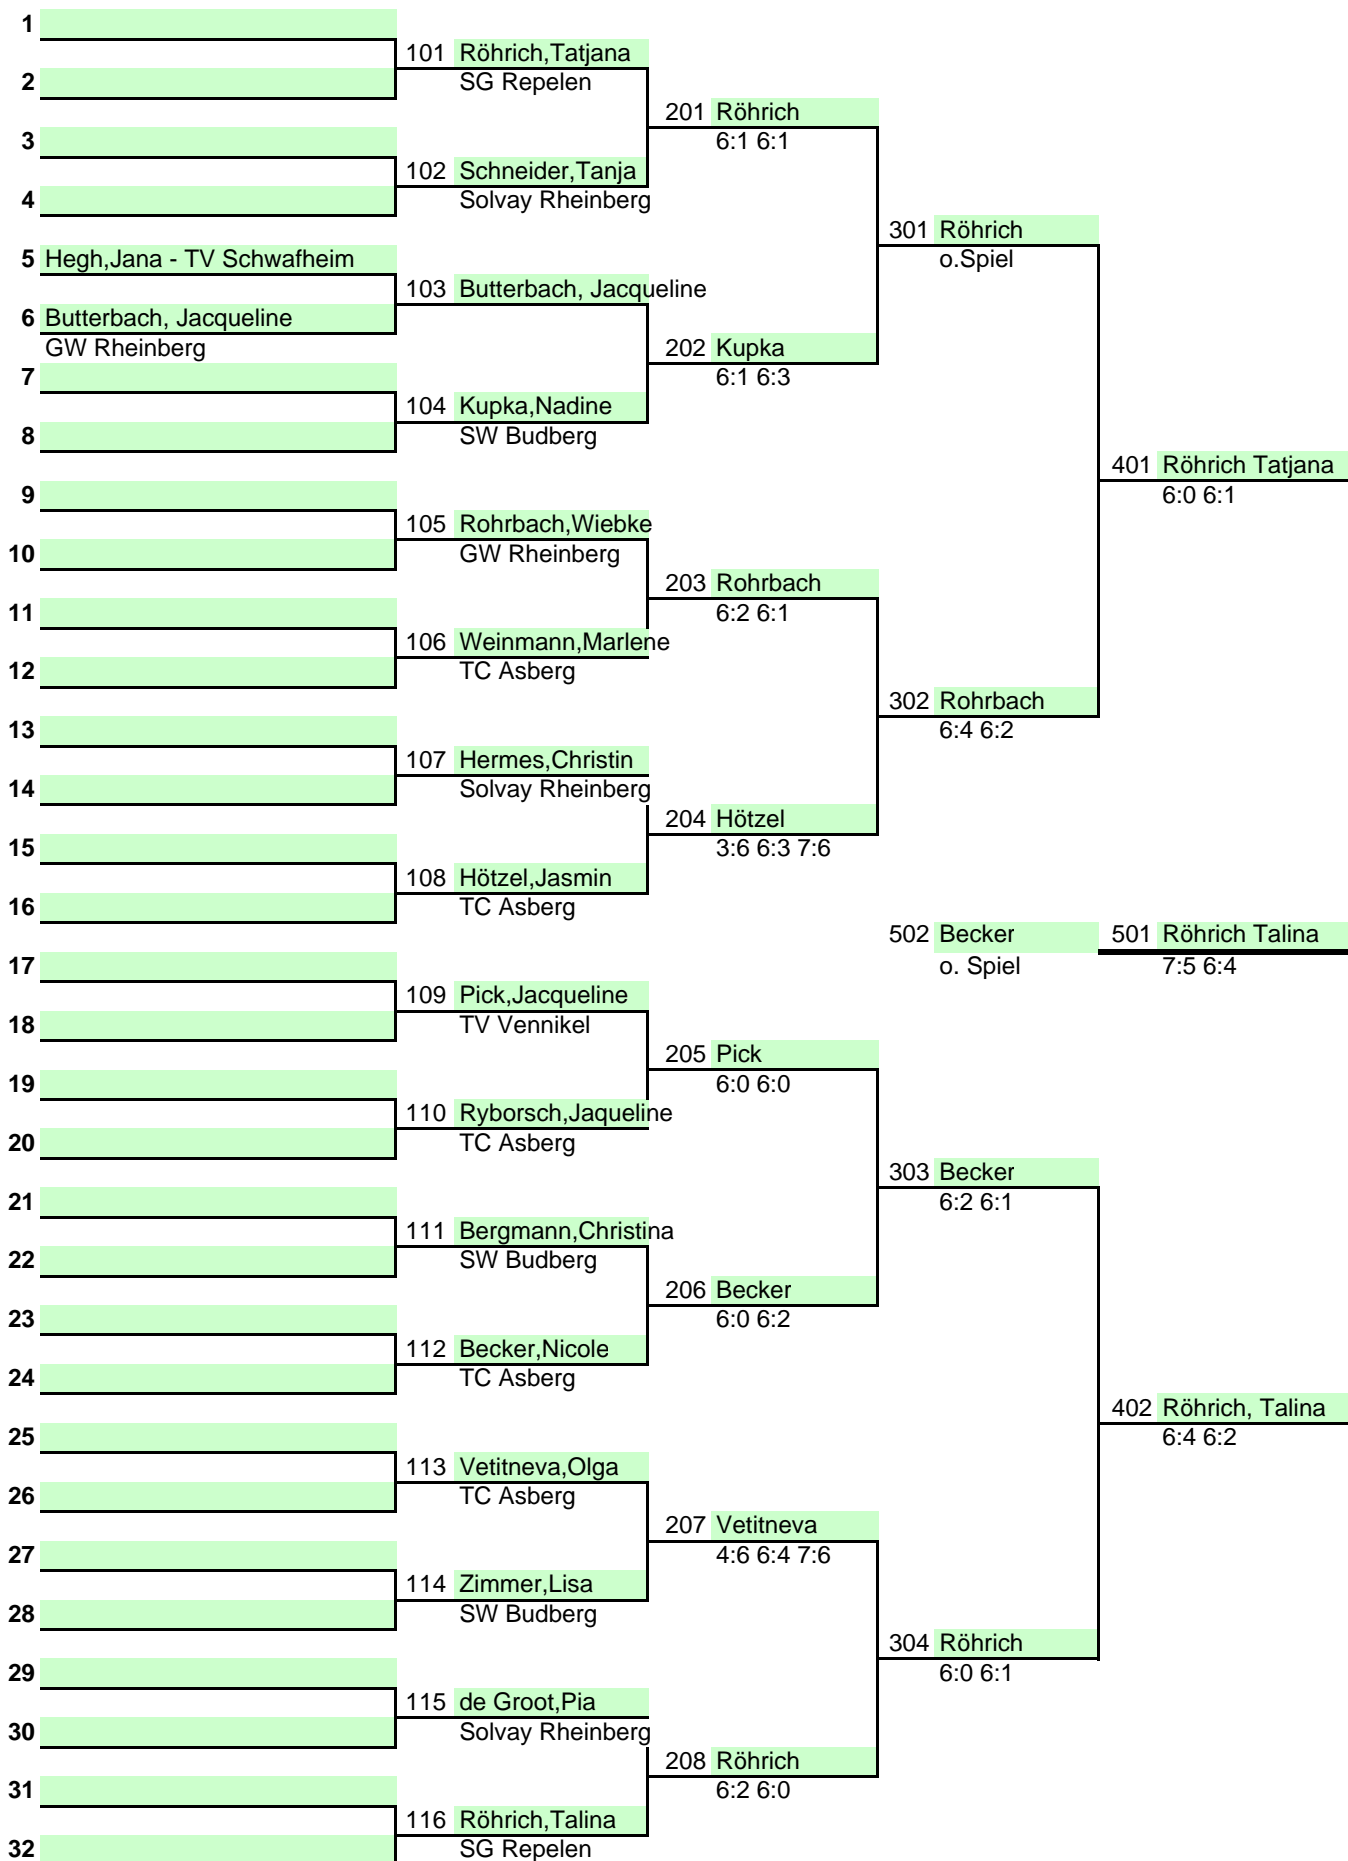 1
101 Röhrich,Tatjana
2
SG Repelen
201 Röhrich
3
6:1 6:1
102 Schneider,Tanja
4
Solvay Rheinberg
301 Röhrich
5 Hegh,Jana - TV Schwafheim
o.Spiel
103 Butterbach, Jacqueline
6 Butterbach, Jacqueline
GW Rheinberg
202 Kupka
7
6:1 6:3
104 Kupka,Nadine
8
SW Budberg
401 Röhrich Tatjana
9
6:0 6:1
105 Rohrbach,Wiebke
10
GW Rheinberg
203 Rohrbach
11
6:2 6:1
106 Weinmann,Marlene
12
TC Asberg
302 Rohrbach
13
6:4 6:2
107 Hermes,Christin
14
Solvay Rheinberg
204 Hötzel
15
3:6 6:3 7:6
108 Hötzel,Jasmin
16
TC Asberg
502 Becker
501 Röhrich Talina
17
o. Spiel
7:5 6:4
109 Pick,Jacqueline
18
TV Vennikel
205 Pick
19
6:0 6:0
110 Ryborsch,Jaqueline
20
TC Asberg
303 Becker
21
6:2 6:1
111 Bergmann,Christina
22
SW Budberg
206 Becker
23
6:0 6:2
112 Becker,Nicole
24
TC Asberg
402 Röhrich, Talina
25
6:4 6:2
113 Vetitneva,Olga
26
TC Asberg
207 Vetitneva
27
4:6 6:4 7:6
114 Zimmer,Lisa
28
SW Budberg
304 Röhrich
29
6:0 6:1
115 de Groot,Pia
30
Solvay Rheinberg
208 Röhrich
31
6:2 6:0
116 Röhrich,Talina
32
SG Repelen